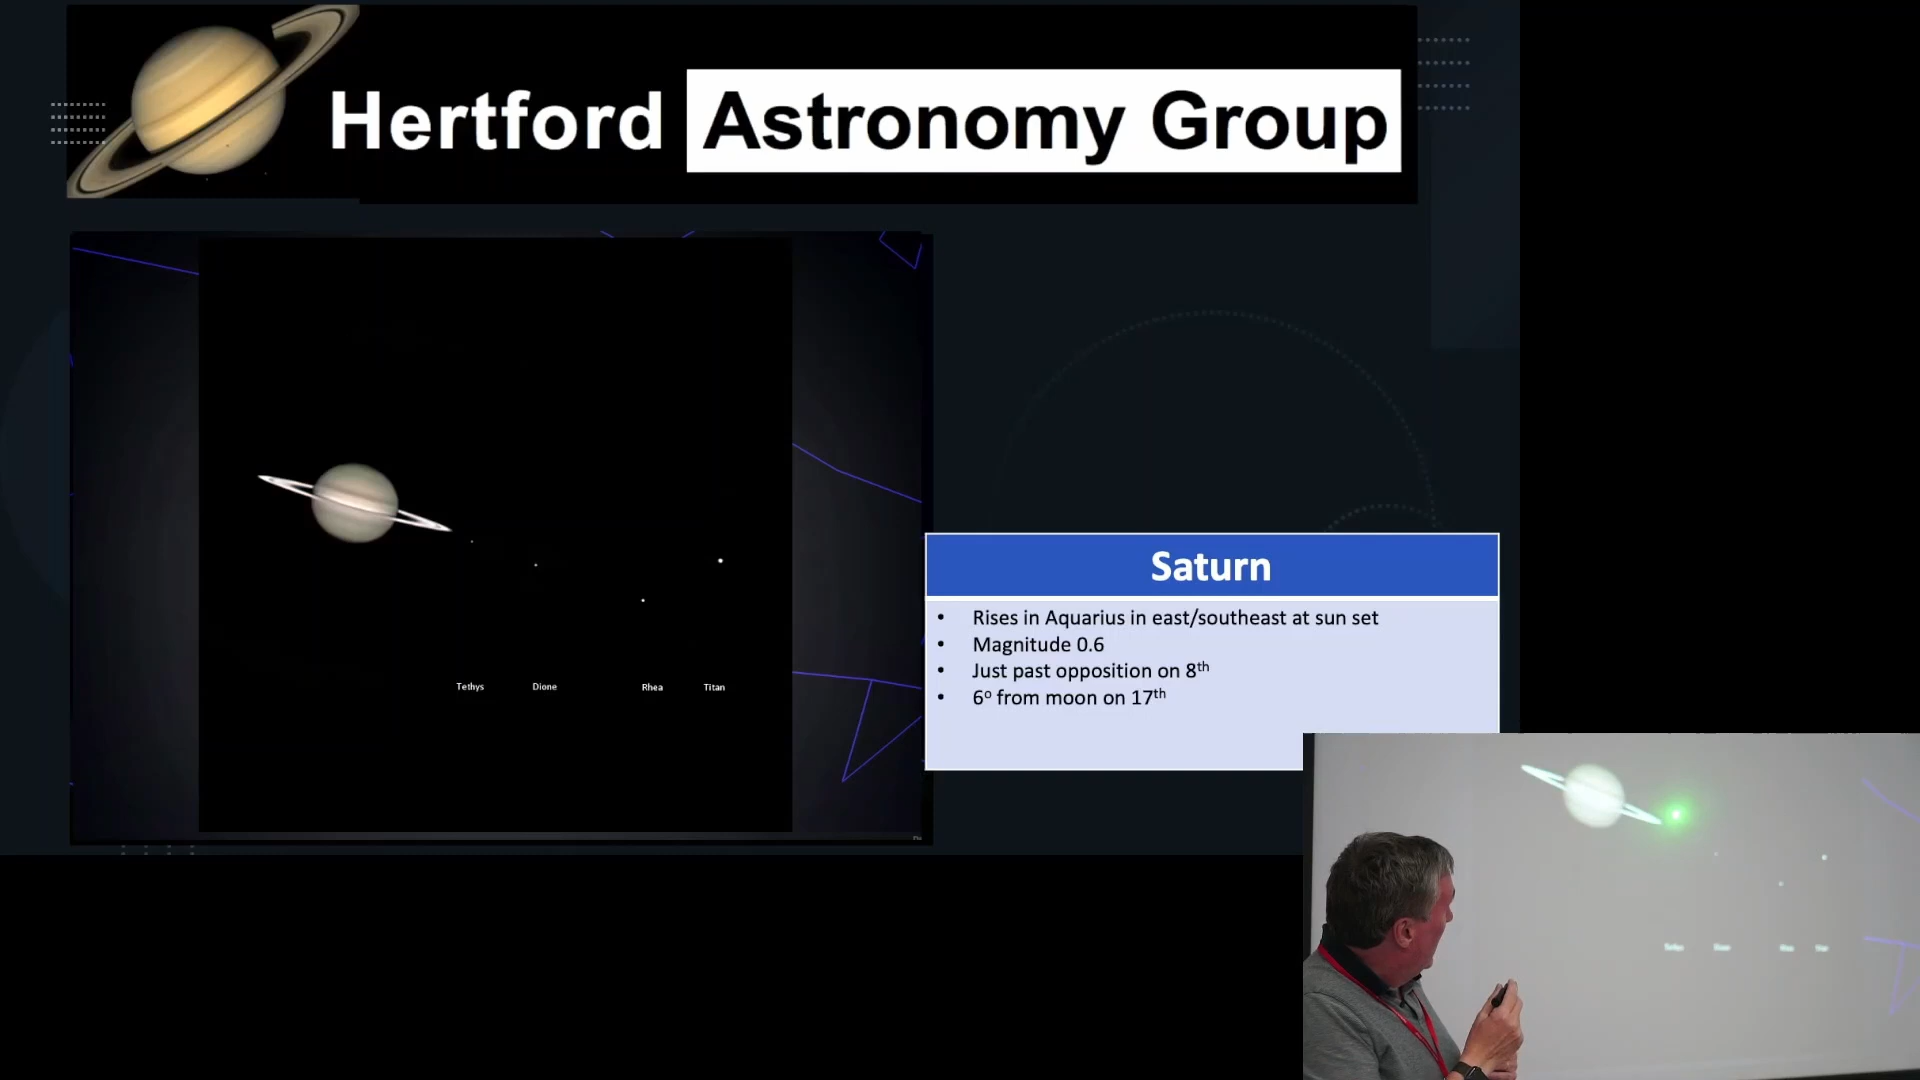 Hertford Astronomy Group
Tethys Dione Rhea Titan
Saturn
• Rises in Aquarius in east/southeast at sun set
• Magnitude 0.6
• Just past opposition on 8th
• 6º from moon on 17th